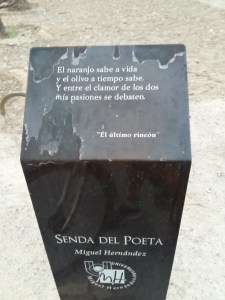 El naranjo sabe a vida
y el olivo a tiempo sabe.
Y entre el clamor de los dos
mis pasiones se debaten.
"El último rincón"
SENDA DEL POETA
Miguel Hernández